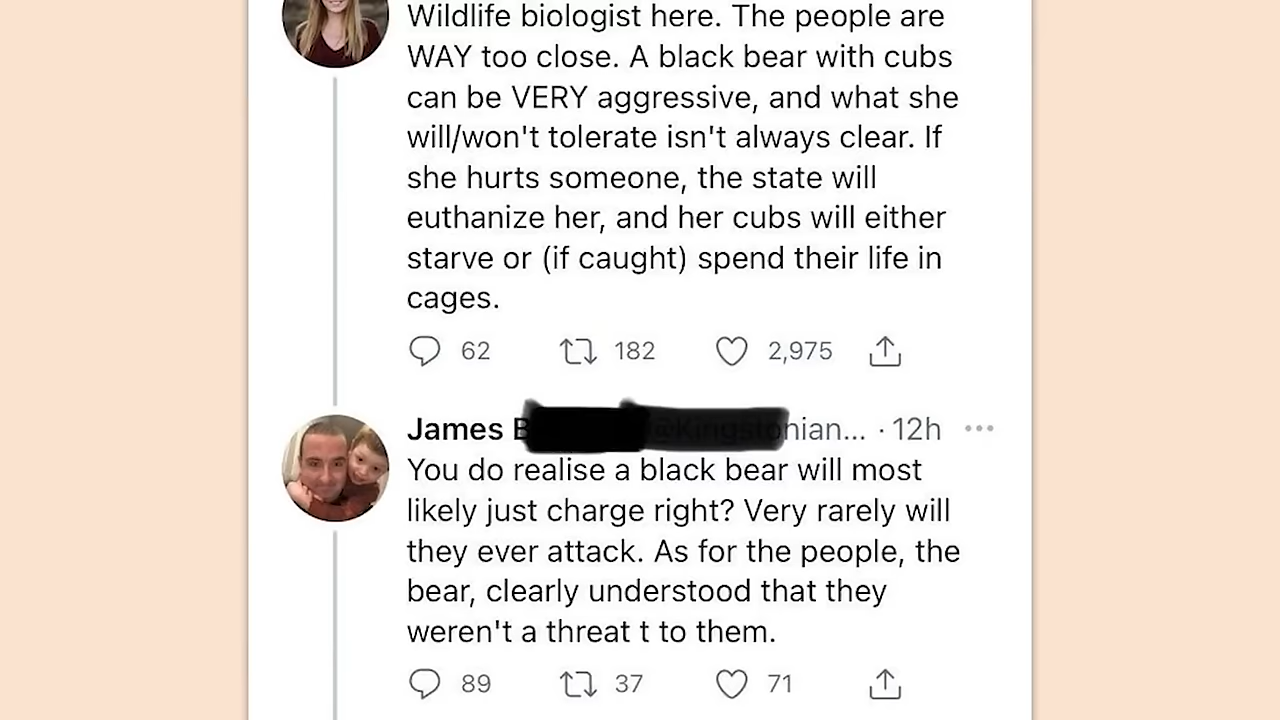 Wildlife biologist here. The people are
WAY too close. A black bear with cubs
can be VERY aggressive, and what she
will/won't tolerate isn't always clear. If
she hurts someone, the state will
euthanize her, and her cubs will either
starve or (if caught) spend their life in
cages.
62 182 2,975
James B @Kingstonian... · 12h
You do realise a black bear will most
likely just charge right? Very rarely will
they ever attack. As for the people, the
bear, clearly understood that they
weren't a threat t to them.
89 37 71